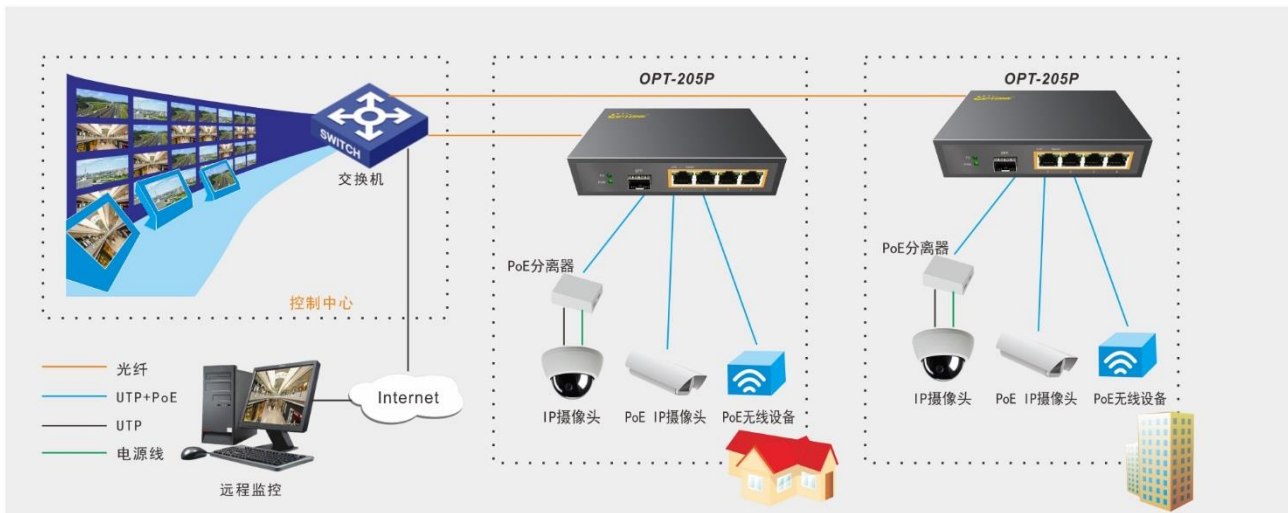 OPT-205P
OPT-205P
SWITCH
交换机
控制中心
PoE分离器
PoE分离器
SFP
SFP
光纤
UTP+PoE
UTP
电源线
Internet
远程监控
IP摄像头
PoE IP摄像头
PoE无线设备
IP摄像头
PoE IP摄像头
PoE无线设备